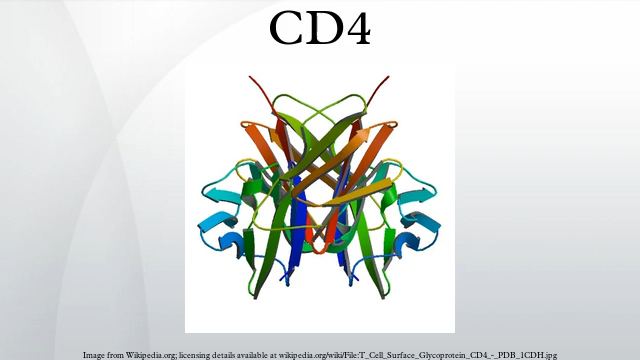 CD4
Image from Wikipedia.org; licensing details available at wikipedia.org/wiki/File:T_Cell_Surface_Glycoprotein_CD4_-_PDB_1CDH.jpg